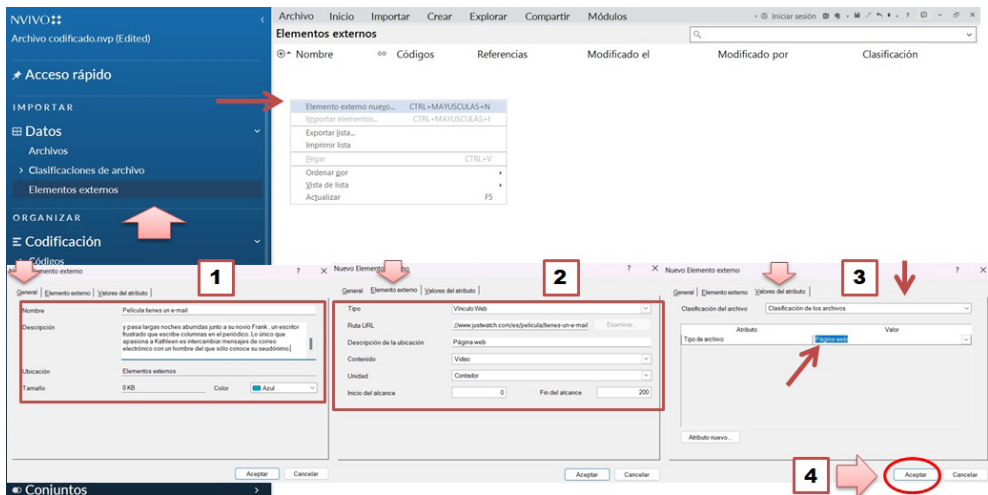 NVIVO
Archivo codificado.nvp (Edited)
Acceso rápido
IMPORTAR
Datos
Archivos
Clasificaciones de archivo
Elementos externos
ORGANIZAR
Codificación
Códigos
Conjuntos
Archivo Inicio Importar Crear Explorar Compartir Módulos
Iniciar sesión
Elementos externos
Nombre Códigos Referencias Modificado el Modificado por Clasificación
Elemento externo nuevo... CTRL+MAYUSCULAS+N
Importar elementos... CTRL+MAYUSCULAS+I
Exportar lista...
Imprimir lista
Pegar CTRL+V
Ordenar por
Vista de lista
Actualizar F5
elemento externo ? X
1
General Elemento externo Valores del atributo
Nombre Pelicula tienes un e-mail
Descripción y pasa largas noches aburridas junto a su novio Frank , un escritor
frustrado que escribe columnas en el periódico. Lo único que
apasiona a Kathleen es intercambiar mensajes de correo
electrónico con un hombre del que sólo conoce su seudónimo.
Ubicación Elementos externos
Tamaño 0 KB Color Azul
Aceptar Cancelar
Nuevo Elemento ? X
2
General Elemento externo Valores del atributo
Tipo Vínculo Web
Ruta URL ://www.justwatch.com/es/pelicula/tienes-un-e-mail Examinar...
Descripción de la ubicación Página web
Contenido Video
Unidad Contador
Inicio del alcance 0 Fin del alcance 200
Aceptar Cancelar
Nuevo Elemento externo ? X
3
General Elemento externo Valores del atributo
Clasificación del archivo Clasificación de los archivos
Atributo Valor
Tipo de archivo Página web
Atributo nuevo...
4
Aceptar Cancelar